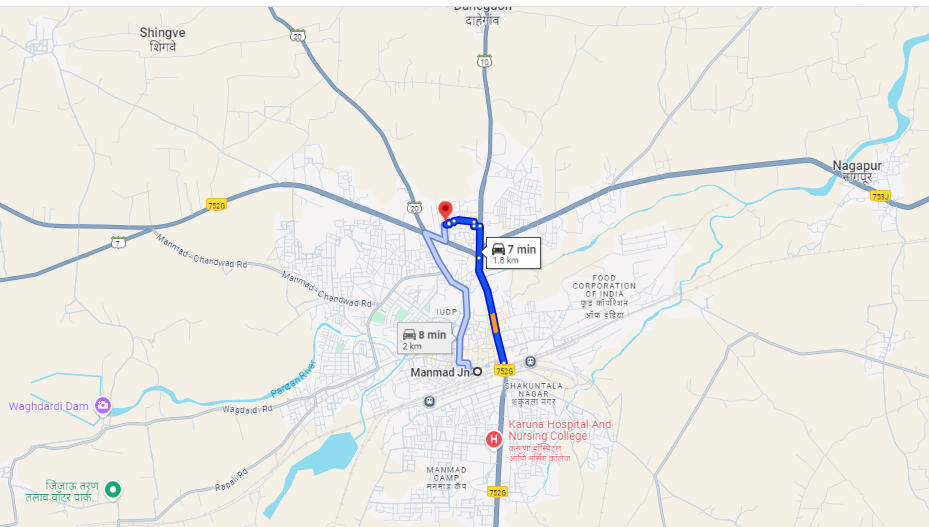 Dahegaon
दाहेगांव
Shingve
शिंगवे
20
10
Nagapur
नागपूर
752G
753J
20
7
Manmad - Chandwad Rd
7 min
1.8 km
Manmad - Chandwad Rd
FOOD
CORPORATION
OF INDIA
फूड कॉर्पोरेशन
ऑफ इंडिया
IUDP
8 min
2 km
Manmad Jn
752G
Panzan River
SHAKUNTALA
NAGAR
शकुंतला नगर
Waghdardi Dam
Wagdardi Rd
Karuna Hospital And
Nursing College
करूणा हॉस्पिटल
आणि नर्सिंग कॉलेज
H
Rapali Rd
MANMAD
CAMP
मनमाड कॅंप
जिजाऊ तरण
तलाव वॉटर पार्क...
752G